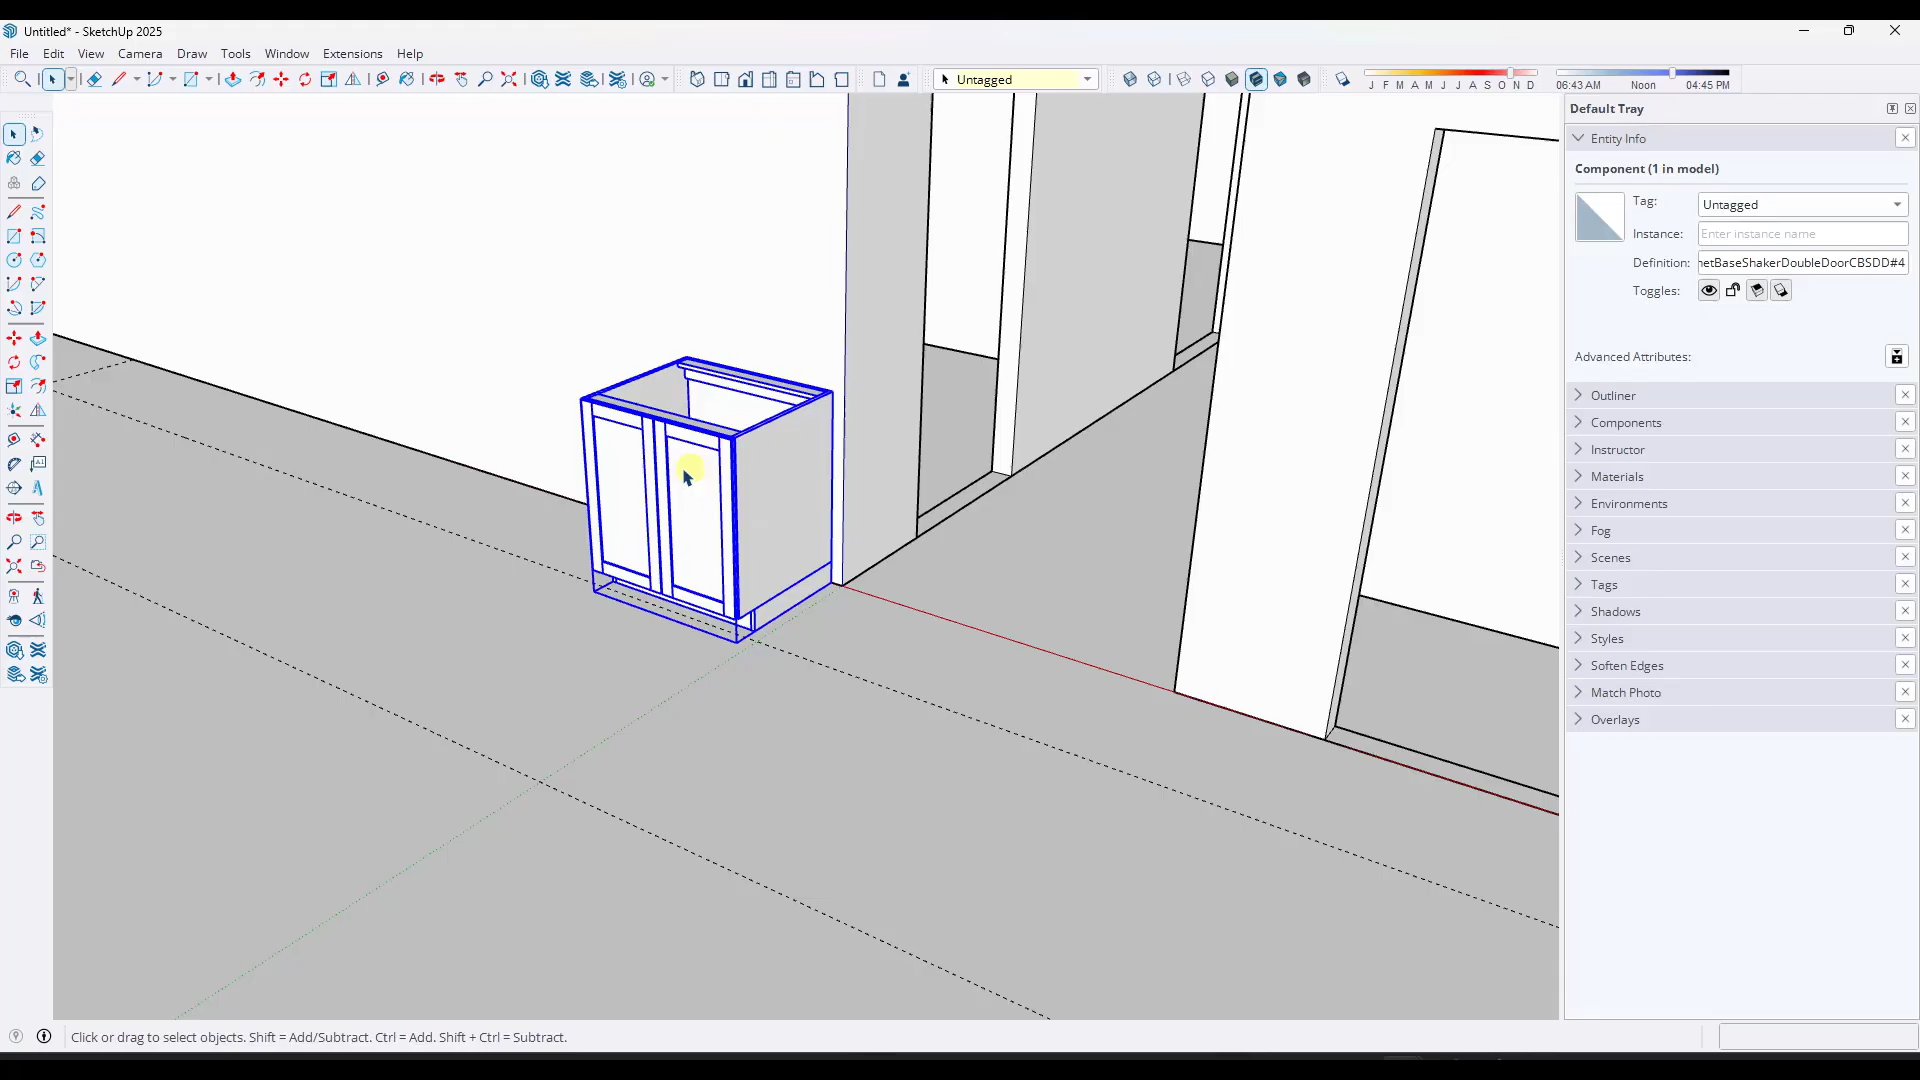 Untitled* - SketchUp 2025
File Edit View Camera Draw Tools Window Extensions Help
Untagged
J F M A M J J A S O N D
06:43 AM Noon 04:45 PM
Default Tray
Entity Info
Component (1 in model)
Tag: Untagged
Instance: Enter instance name
Definition: netBaseShakerDoubleDoorCBSDD#4
Toggles:
Advanced Attributes:
Outliner
Components
Instructor
Materials
Environments
Fog
Scenes
Tags
Shadows
Styles
Soften Edges
Match Photo
Overlays
Click or drag to select objects. Shift = Add/Subtract. Ctrl = Add. Shift + Ctrl = Subtract.